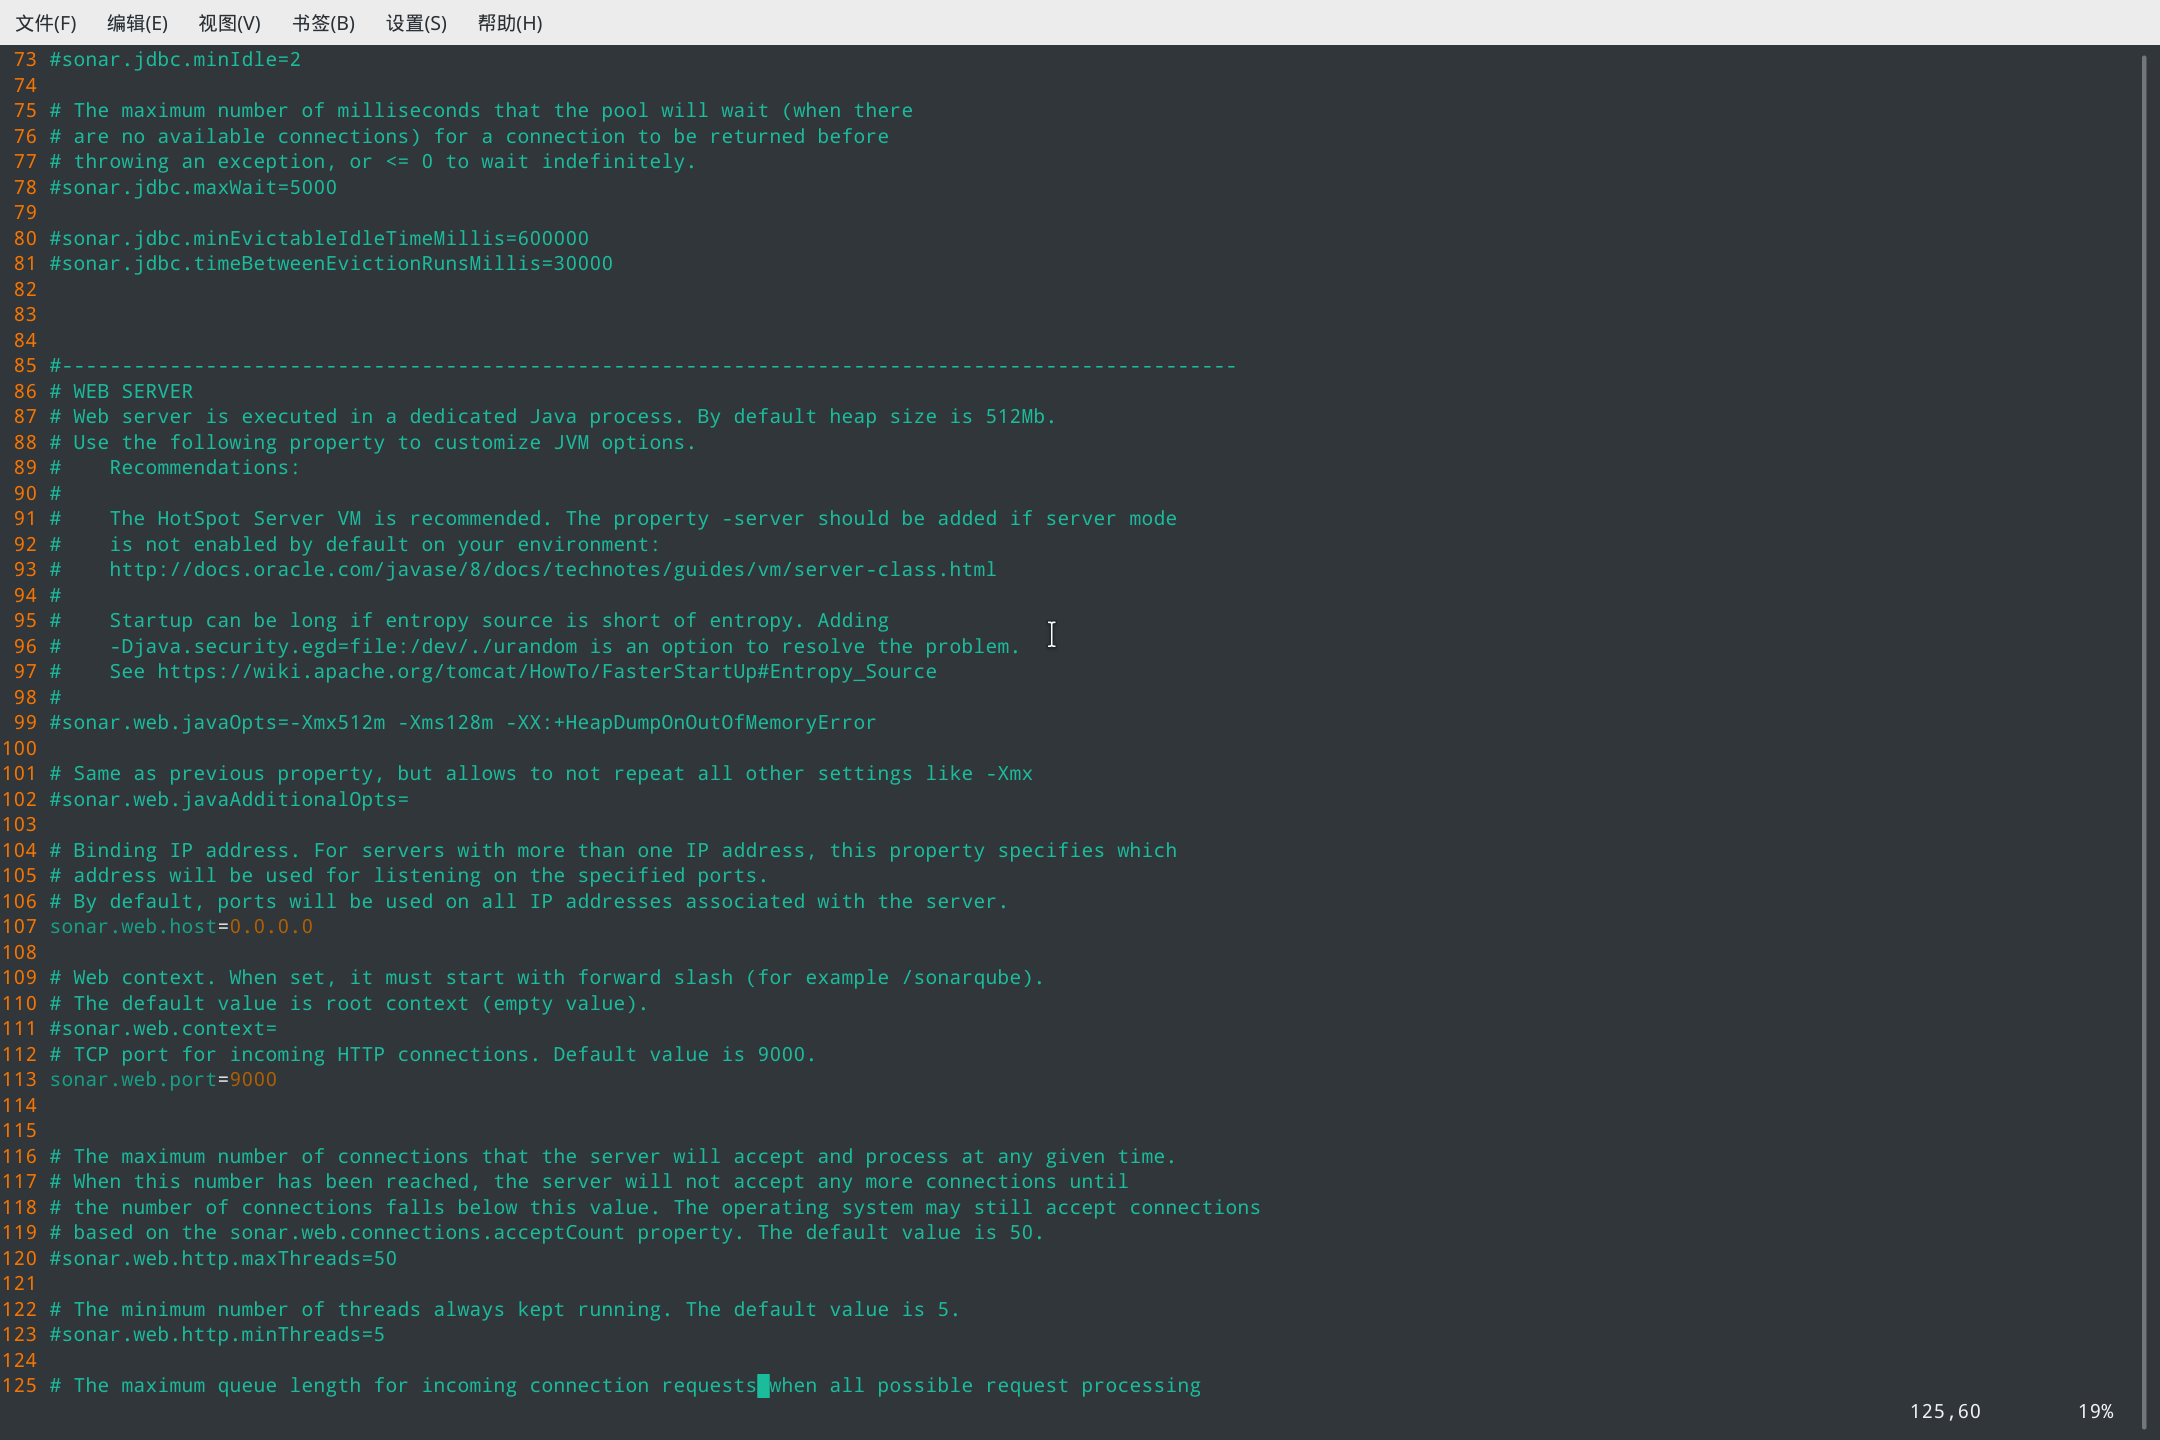 文件(F) 编辑(E) 视图(V) 书签(B) 设置(S) 帮助(H)
73 #sonar.jdbc.minIdle=2
74
75 # The maximum number of milliseconds that the pool will wait (when there
76 # are no available connections) for a connection to be returned before
77 # throwing an exception, or <= 0 to wait indefinitely.
78 #sonar.jdbc.maxWait=5000
79
80 #sonar.jdbc.minEvictableIdleTimeMillis=600000
81 #sonar.jdbc.timeBetweenEvictionRunsMillis=30000
82
83
84
85 #--------------------------------------------------------------------------------------------------
86 # WEB SERVER
87 # Web server is executed in a dedicated Java process. By default heap size is 512Mb.
88 # Use the following property to customize JVM options.
89 #    Recommendations:
90 #
91 #    The HotSpot Server VM is recommended. The property -server should be added if server mode
92 #    is not enabled by default on your environment:
93 #    http://docs.oracle.com/javase/8/docs/technotes/guides/vm/server-class.html
94 #
95 #    Startup can be long if entropy source is short of entropy. Adding
96 #    -Djava.security.egd=file:/dev/./urandom is an option to resolve the problem.
97 #    See https://wiki.apache.org/tomcat/HowTo/FasterStartUp#Entropy_Source
98 #
99 #sonar.web.javaOpts=-Xmx512m -Xms128m -XX:+HeapDumpOnOutOfMemoryError
100
101 # Same as previous property, but allows to not repeat all other settings like -Xmx
102 #sonar.web.javaAdditionalOpts=
103
104 # Binding IP address. For servers with more than one IP address, this property specifies which
105 # address will be used for listening on the specified ports.
106 # By default, ports will be used on all IP addresses associated with the server.
107 sonar.web.host=0.0.0.0
108
109 # Web context. When set, it must start with forward slash (for example /sonarqube).
110 # The default value is root context (empty value).
111 #sonar.web.context=
112 # TCP port for incoming HTTP connections. Default value is 9000.
113 sonar.web.port=9000
114
115
116 # The maximum number of connections that the server will accept and process at any given time.
117 # When this number has been reached, the server will not accept any more connections until
118 # the number of connections falls below this value. The operating system may still accept connections
119 # based on the sonar.web.connections.acceptCount property. The default value is 50.
120 #sonar.web.http.maxThreads=50
121
122 # The minimum number of threads always kept running. The default value is 5.
123 #sonar.web.http.minThreads=5
124
125 # The maximum queue length for incoming connection requests when all possible request processing
125,60 19%